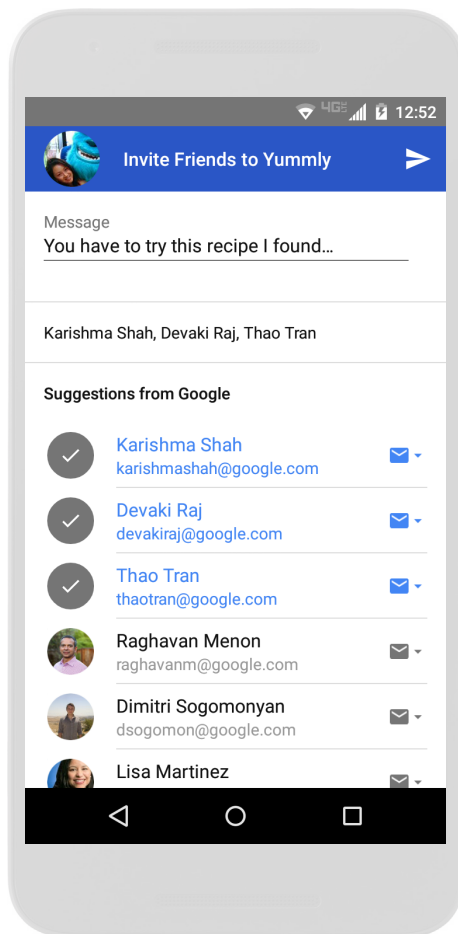 4G LTE 12:52
Invite Friends to Yummly
Message
You have to try this recipe I found...
Karishma Shah, Devaki Raj, Thao Tran
Suggestions from Google
Karishma Shah
karishmashah@google.com
Devaki Raj
devakiraj@google.com
Thao Tran
thaotran@google.com
Raghavan Menon
raghavanm@google.com
Dimitri Sogomonyan
dsogomon@google.com
Lisa Martinez